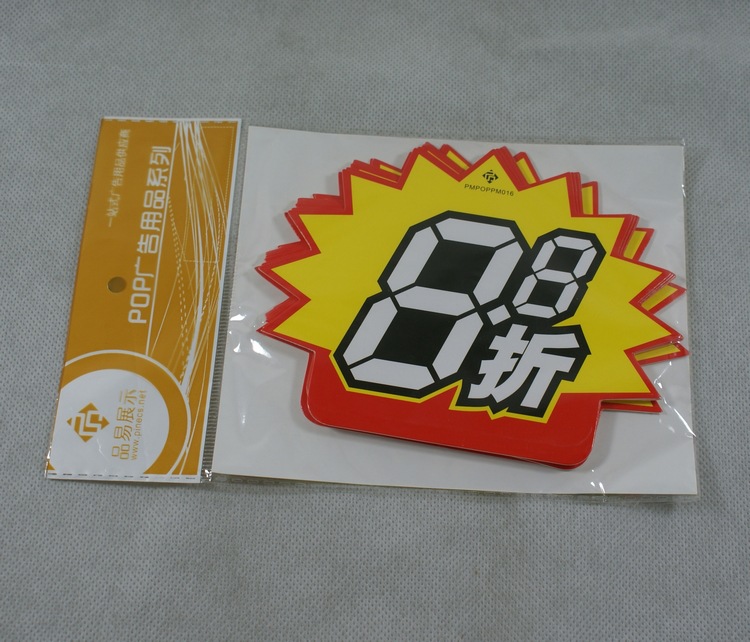 一站式广告用品供应商
POP广告用品系列
品易展示
www.pinacs.net
PMPOPPM016
8.8
折